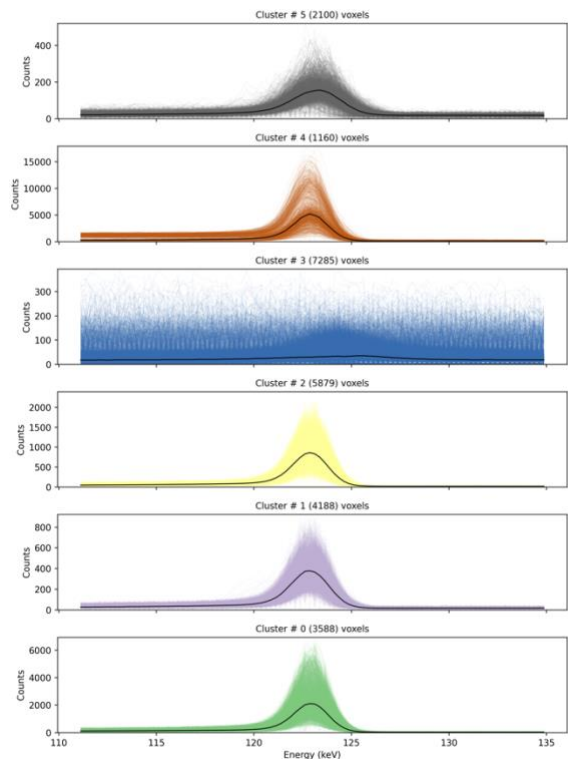 Cluster # 5 (2100) voxels
400
200
0
Counts
Cluster # 4 (1160) voxels
15000
10000
5000
0
Counts
Cluster # 3 (7285) voxels
300
200
100
0
Counts
Cluster # 2 (5879) voxels
2000
1500
1000
500
0
Counts
Cluster # 1 (4188) voxels
800
600
400
200
0
Counts
Cluster # 0 (3588) voxels
6000
4000
2000
0
Counts
110 115 120 125 130 135
Energy (keV)